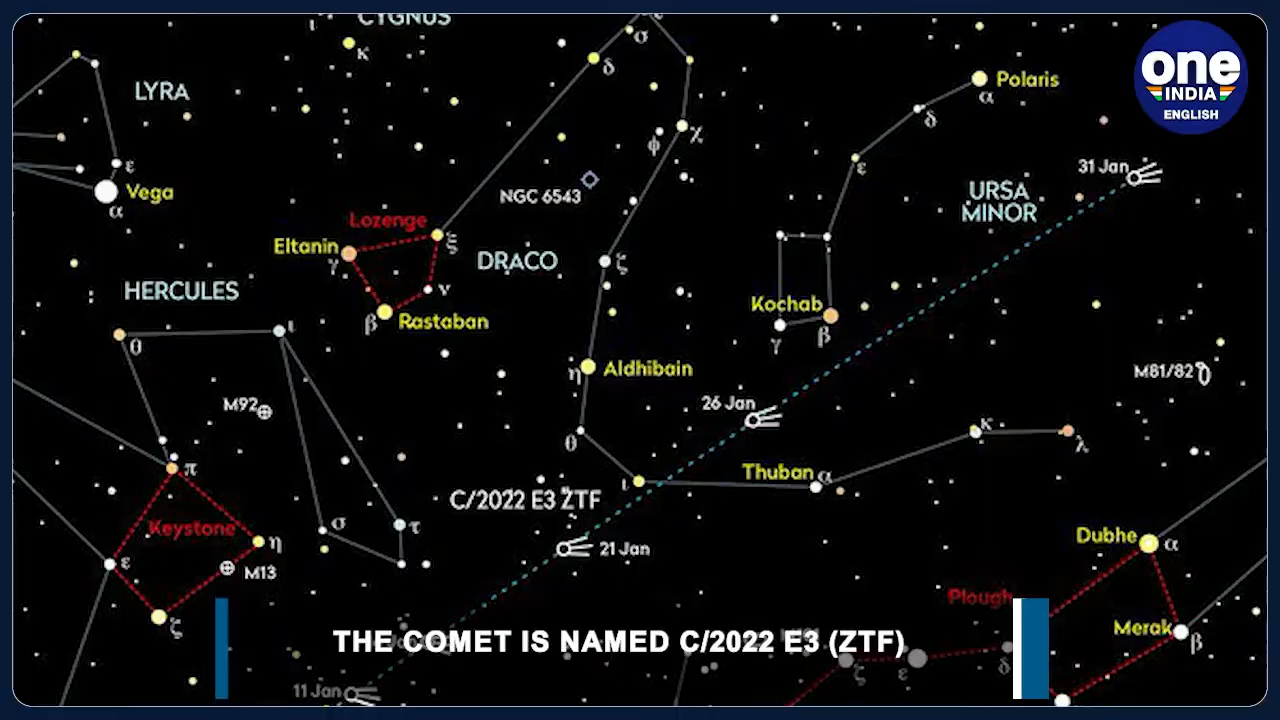 CYGNUS
ι
κ
σ
δ
one
INDIA
ENGLISH
Polaris
α
δ
LYRA
χ
φ
ε
ε
Vega
α
NGC 6543
31 Jan
URSA
MINOR
Lozenge
Eltanin
γ
ξ
DRACO
ζ
HERCULES
ν
β
Rastaban
Kochab
β
γ
θ
ι
η
Aldhibain
M81/82
M92
26 Jan
θ
κ
λ
π
Thuban
α
ι
C/2022 E3 ZTF
Keystone
σ
τ
η
21 Jan
Dubhe
α
ε
M13
Plough
ζ
Merak
β
THE COMET IS NAMED C/2022 E3 (ZTF)
ζ
ε
δ
11 Jan